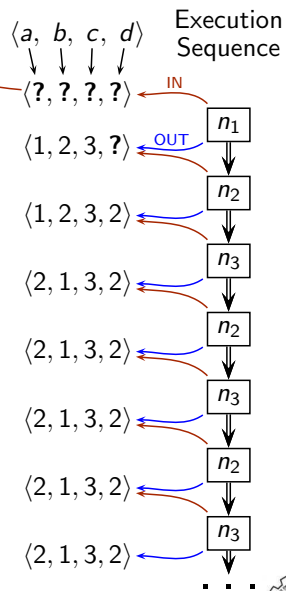 Execution
Sequence
⟨a, b, c, d⟩
⟨?, ?, ?, ?⟩
IN
n1
⟨1, 2, 3, ?⟩
OUT
n2
⟨1, 2, 3, 2⟩
n3
⟨2, 1, 3, 2⟩
n2
⟨2, 1, 3, 2⟩
n3
⟨2, 1, 3, 2⟩
n2
⟨2, 1, 3, 2⟩
n3
⟨2, 1, 3, 2⟩
. . .